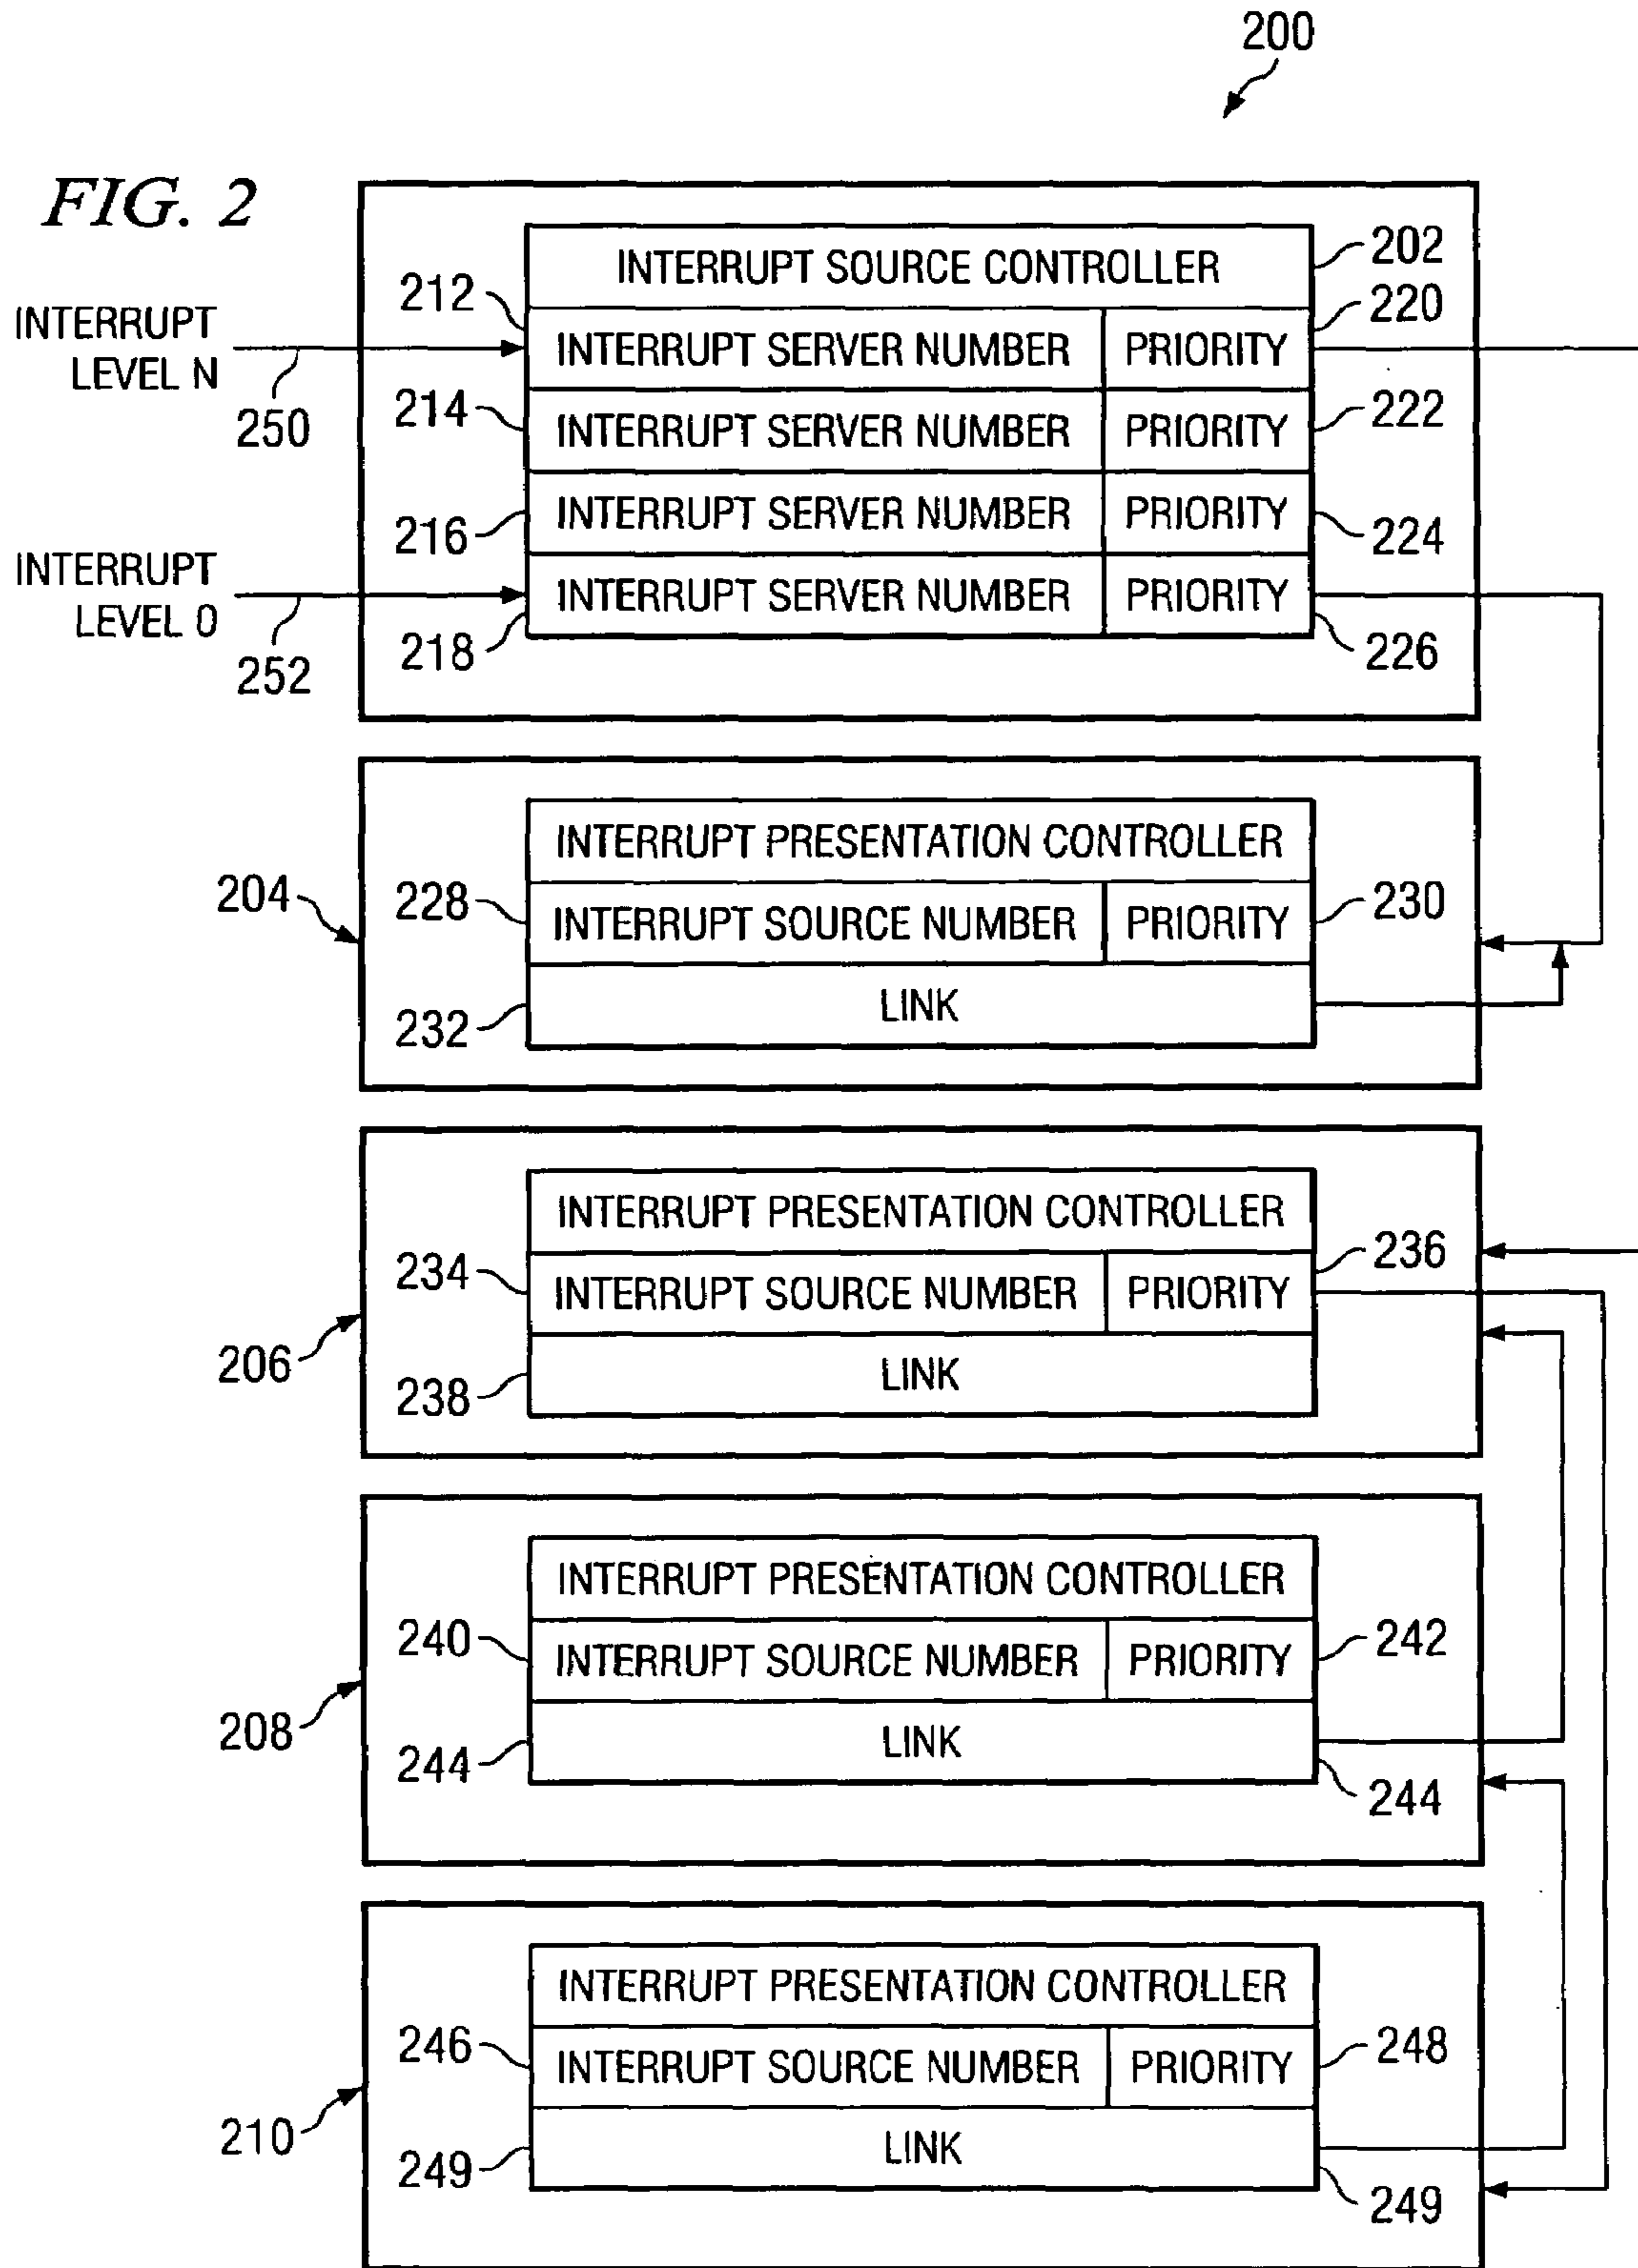 200
FIG. 2
INTERRUPT SOURCE CONTROLLER
202
212
220
INTERRUPT
LEVEL N
INTERRUPT SERVER NUMBER
PRIORITY
250
214
INTERRUPT SERVER NUMBER
PRIORITY
222
216
INTERRUPT SERVER NUMBER
PRIORITY
224
INTERRUPT
LEVEL 0
INTERRUPT SERVER NUMBER
PRIORITY
252
218
226
INTERRUPT PRESENTATION CONTROLLER
204
228
INTERRUPT SOURCE NUMBER
PRIORITY
230
232
LINK
INTERRUPT PRESENTATION CONTROLLER
234
INTERRUPT SOURCE NUMBER
PRIORITY
236
206
238
LINK
INTERRUPT PRESENTATION CONTROLLER
240
INTERRUPT SOURCE NUMBER
PRIORITY
242
208
244
LINK
244
INTERRUPT PRESENTATION CONTROLLER
246
INTERRUPT SOURCE NUMBER
PRIORITY
248
210
249
LINK
249